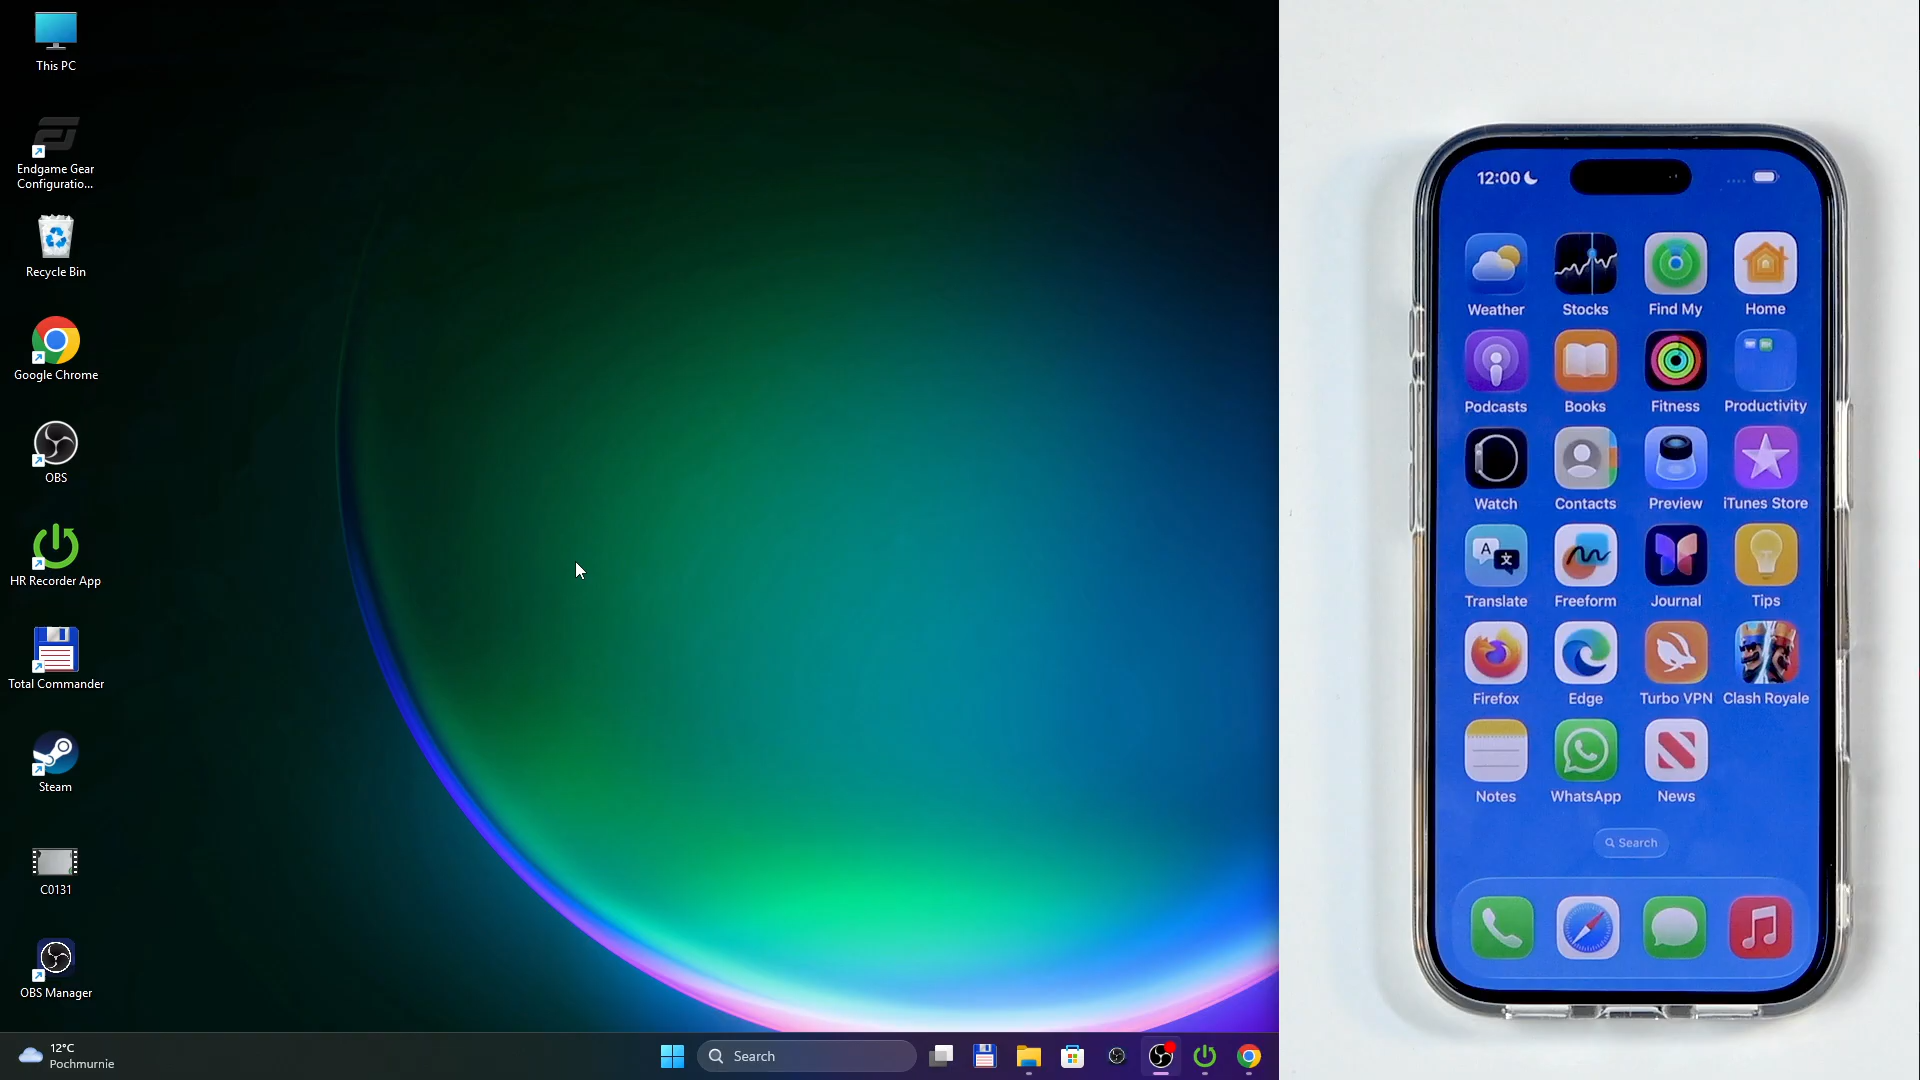 This PC
Endgame Gear
Configuratio...
Recycle Bin
Google Chrome
OBS
HR Recorder App
Total Commander
Steam
C0131
OBS Manager
12°C
Pochmurnie
Search
12:00
Weather
Stocks
Find My
Home
Podcasts
Books
Fitness
Productivity
Watch
Contacts
Preview
iTunes Store
A
文
Translate
Freeform
Journal
Tips
Firefox
Edge
Turbo VPN
Clash Royale
Notes
WhatsApp
News
Search